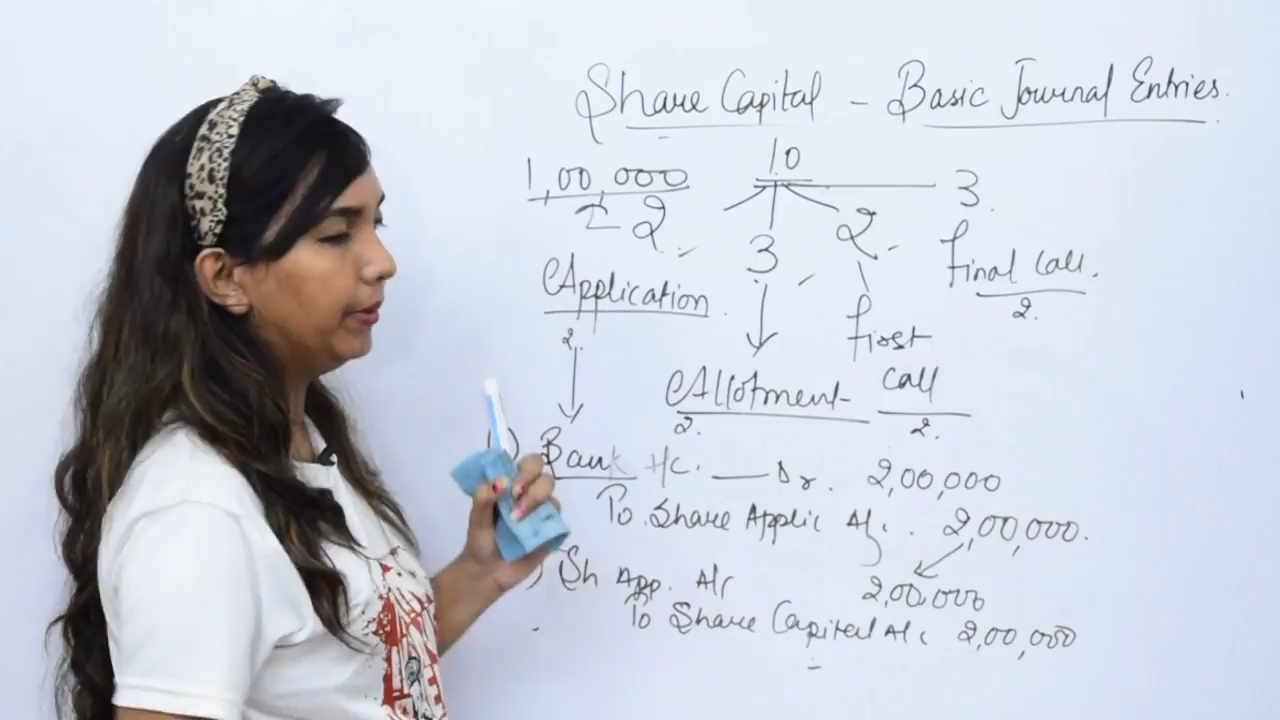 Share Capital - Basic Journal Entries.
1,00,000 10
2 3 2 3
Application Final Call.
2 2.
First
Allotment Call
2. 2.
Bank A/c. Dr. 2,00,000
To Share Applic A/c. 2,00,000.
Sh App. A/c 2,00,000
To Share Capital A/c 2,00,000